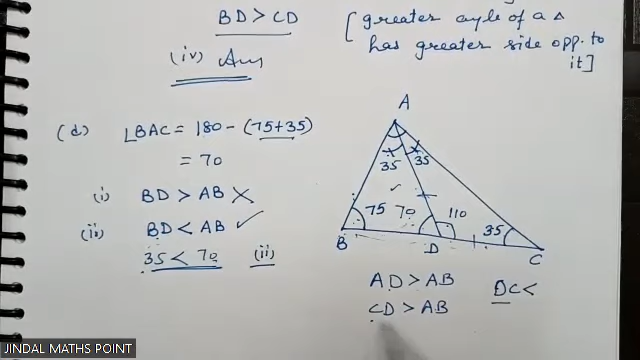 BD > CD
[greater angle of a Δ
has greater side opp. to
it]
(iv) Ans
(d) ∠BAC = 180 - (75+35)
= 70
(i) BD > AB ×
(ii) BD < AB ✓
35 < 70 (ii)
A
35 35
75 70 110 35
B D C
AD > AB
CD > AB
DC <
JINDAL MATHS POINT